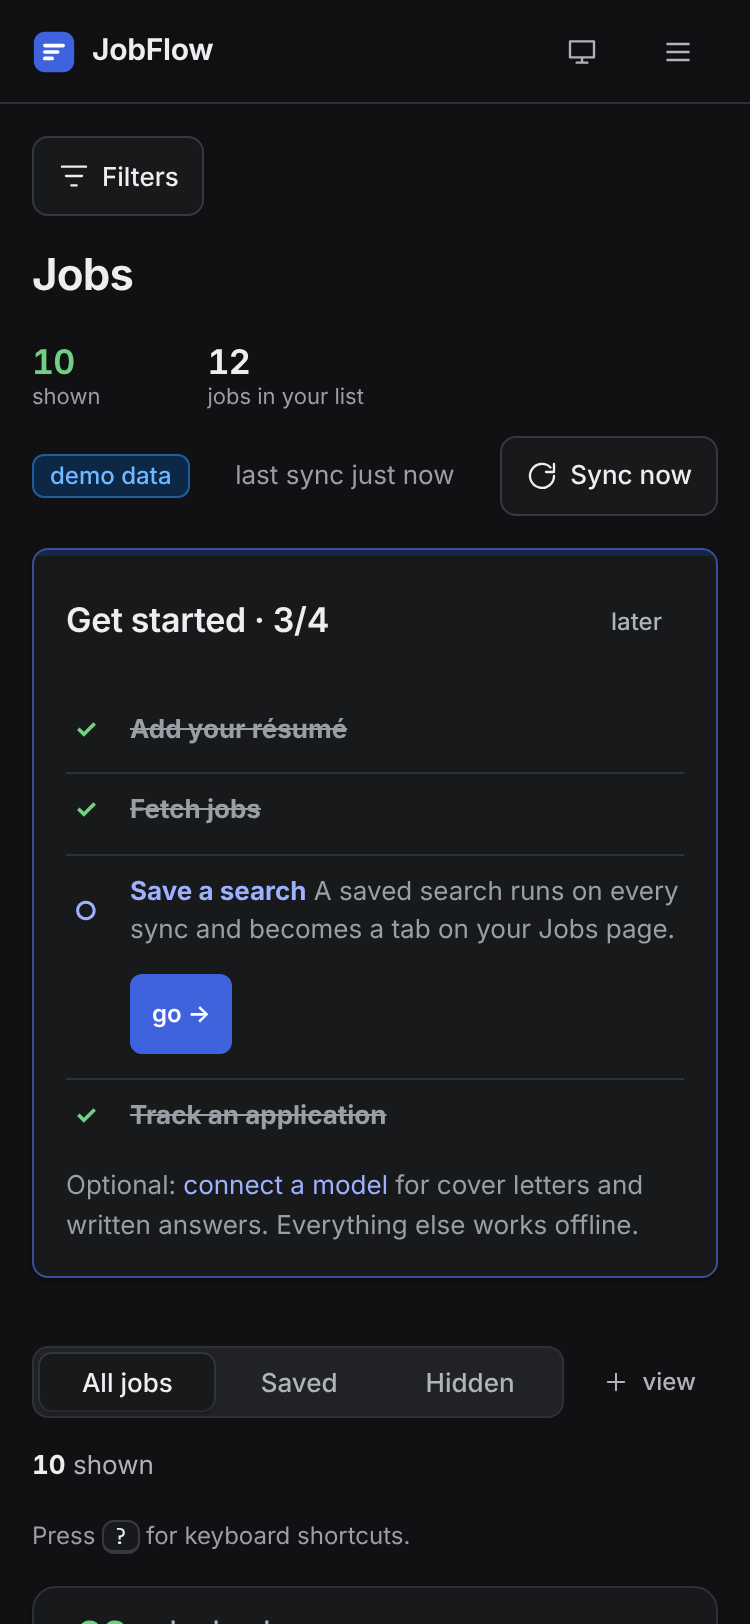 JobFlow
Filters
Jobs
10
shown
12
jobs in your list
demo data
last sync just now
Sync now
Get started · 3/4
later
Add your résumé
Fetch jobs
Save a search A saved search runs on every
sync and becomes a tab on your Jobs page.
go →
Track an application
Optional: connect a model for cover letters and
written answers. Everything else works offline.
All jobs
Saved
Hidden
+ view
10 shown
Press ? for keyboard shortcuts.